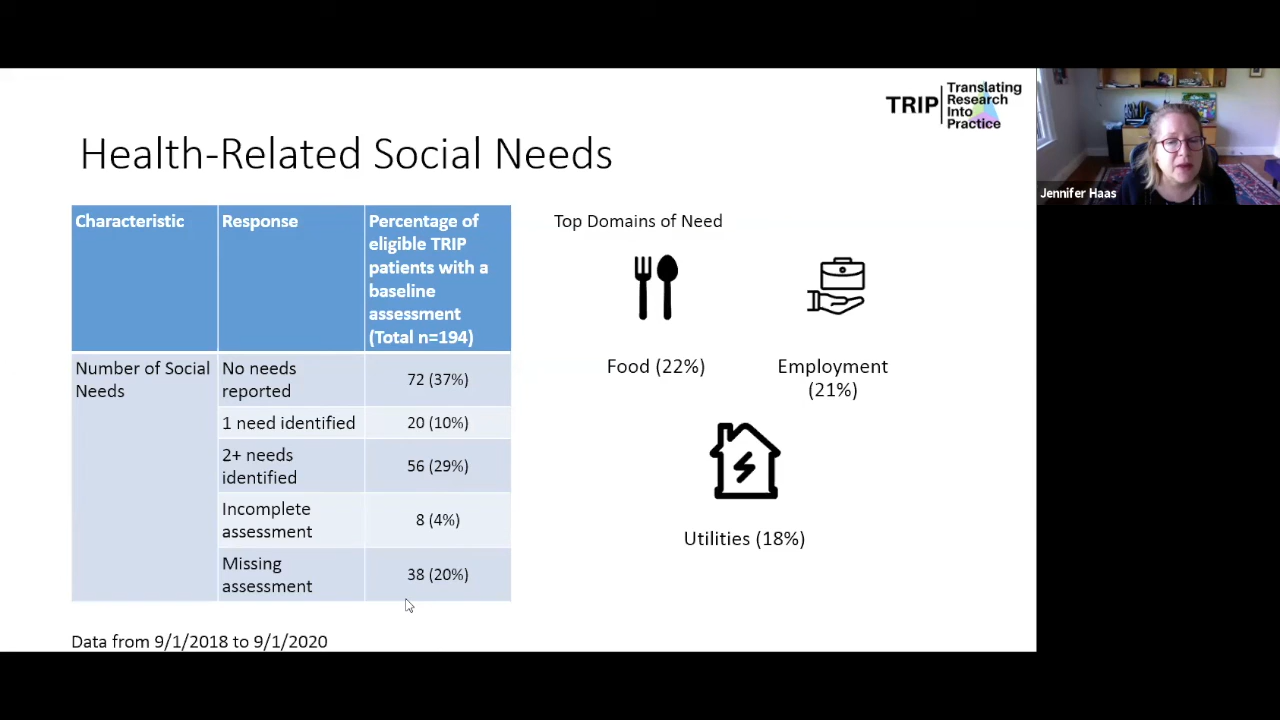 TRIP
Translating
Research
Into
Practice
Health-Related Social Needs
Jennifer Haas
Characteristic
Response
Percentage of
eligible TRIP
patients with a
baseline
assessment
(Total n=194)
Number of Social
Needs
No needs
reported
72 (37%)
1 need identified
20 (10%)
2+ needs
identified
56 (29%)
Incomplete
assessment
8 (4%)
Missing
assessment
38 (20%)
Data from 9/1/2018 to 9/1/2020
Top Domains of Need
Food (22%)
Employment
(21%)
Utilities (18%)